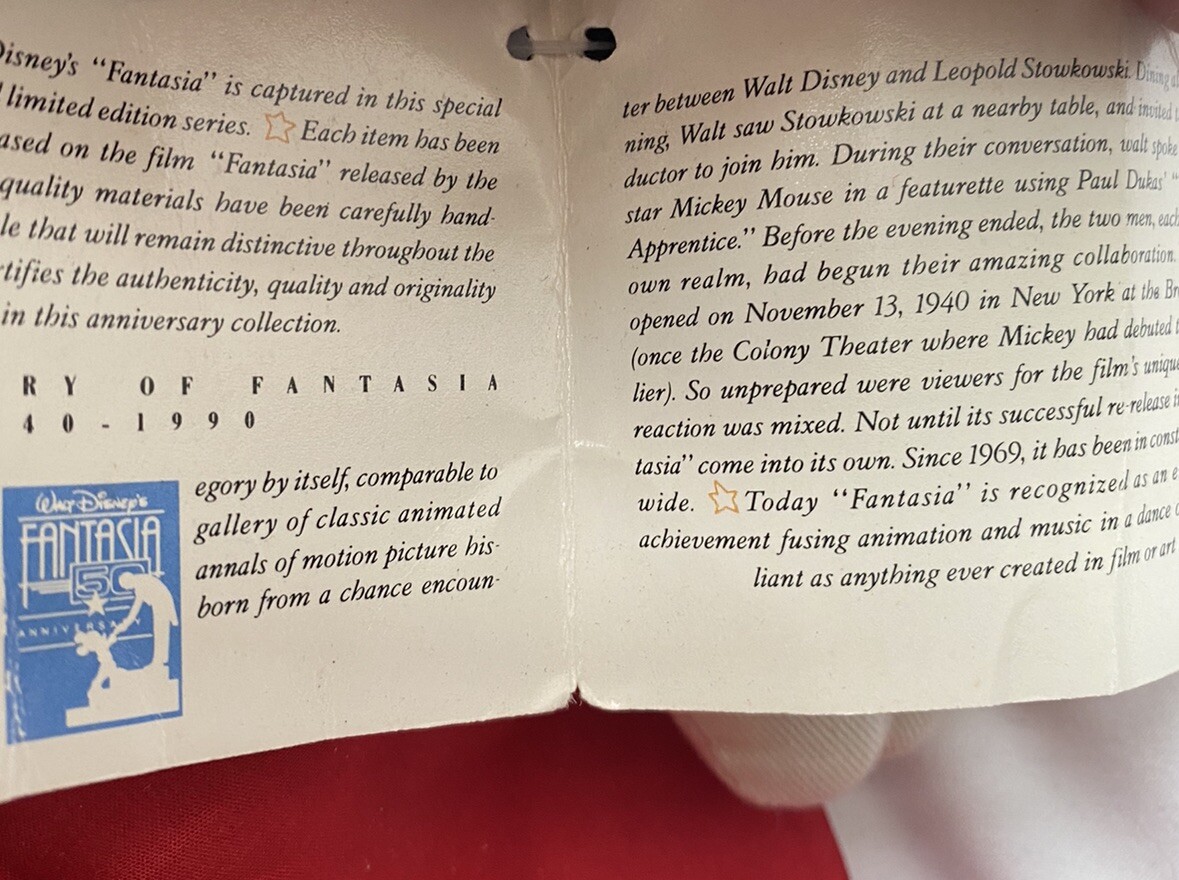 Disney's “Fantasia” is captured in this special
limited edition series. Each item has been
on the film “Fantasia” released by the
quality materials have been carefully hand-
that will remain distinctive throughout the
the authenticity, quality and originality
in this anniversary collection.
R Y O F F A N T A S I A
4 0 - 1 9 9 0
egory by itself, comparable to
gallery of classic animated
annals of motion picture his-
born from a chance encoun-
Walt Disney's
FANTASIA
50
ANNIVERSARY
ter between Walt Disney and Leopold Stowkowski. Dining
ning, Walt saw Stowkowski at a nearby table, and invited
ductor to join him. During their conversation, walt spoke
star Mickey Mouse in a featurette using Paul Dukas' “
Apprentice.” Before the evening ended, the two men, each
own realm, had begun their amazing collaboration.
opened on November 13, 1940 in New York at the
(once the Colony Theater where Mickey had debuted
lier). So unprepared were viewers for the film's unique
reaction was mixed. Not until its successful re-release
tasia” come into its own. Since 1969, it has been in
wide. Today “Fantasia” is recognized as an
achievement fusing animation and music in a dance
liant as anything ever created in film or art